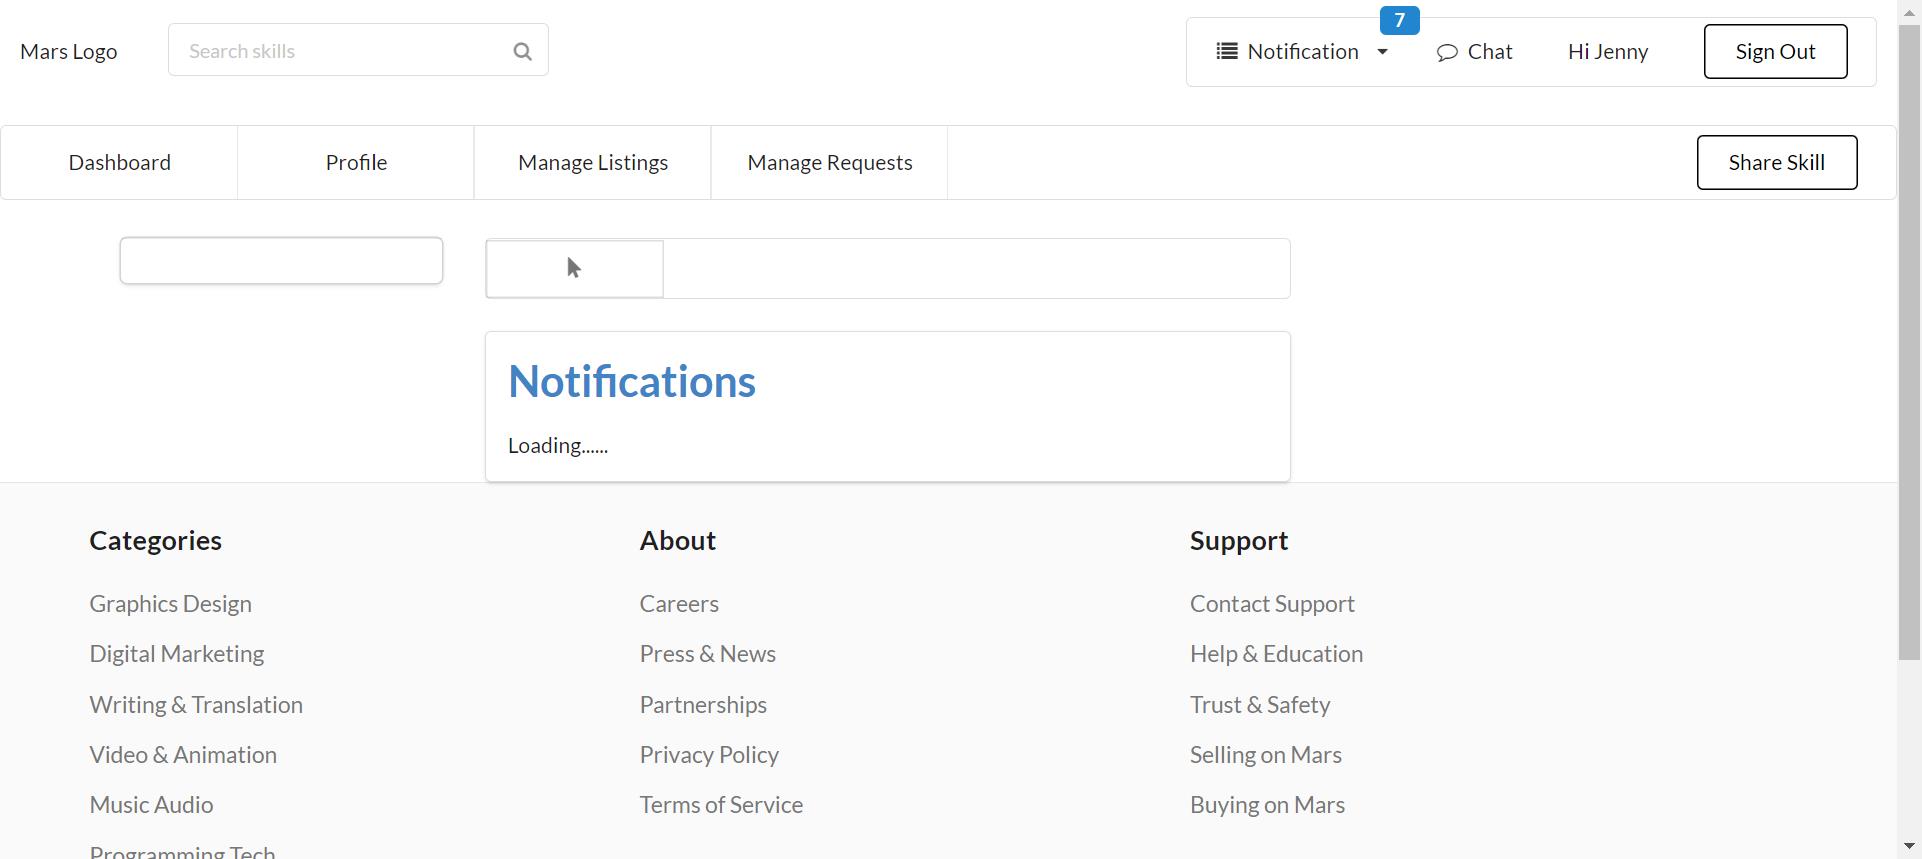 Mars Logo
Search skills
7
Notification
Chat
Hi Jenny
Sign Out
Dashboard
Profile
Manage Listings
Manage Requests
Share Skill
Notifications
Loading......
Categories
Graphics Design
Digital Marketing
Writing & Translation
Video & Animation
Music Audio
Programming Tech
About
Careers
Press & News
Partnerships
Privacy Policy
Terms of Service
Support
Contact Support
Help & Education
Trust & Safety
Selling on Mars
Buying on Mars